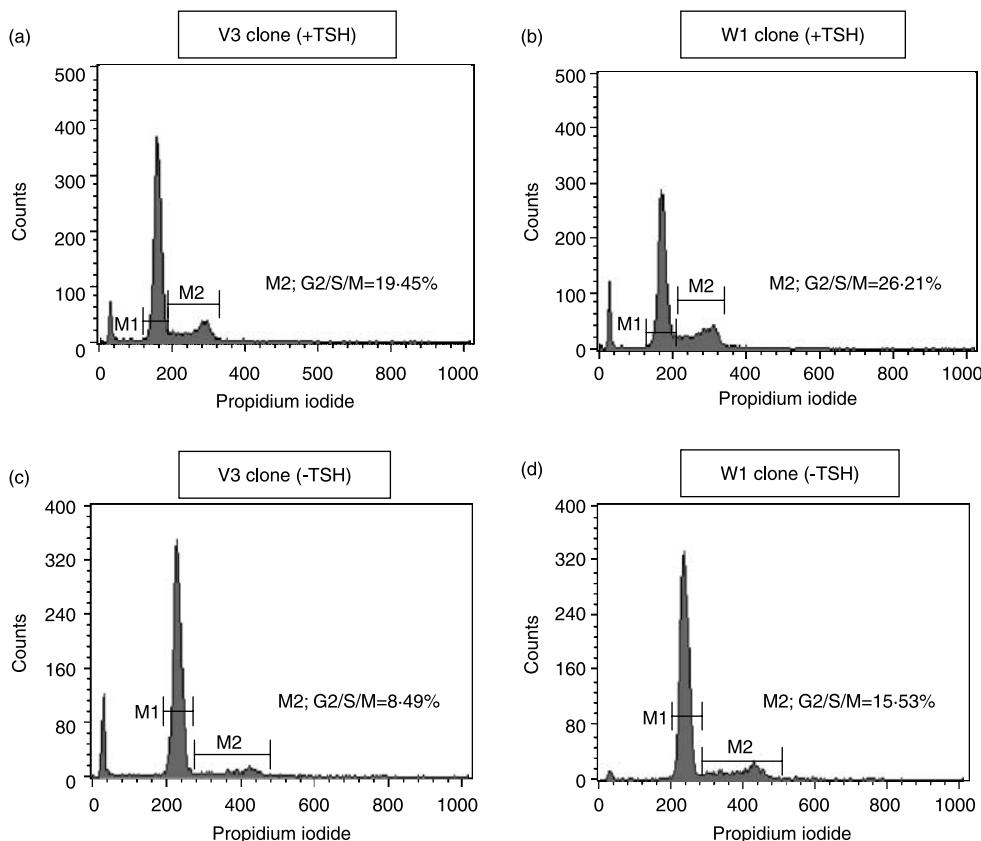 (a)
V3 clone (+TSH)
500
400
300
200
100
0
Counts
M1
M2
M2; G2/S/M=19·45%
0 200 400 600 800 1000
Propidium iodide
(b)
W1 clone (+TSH)
500
400
300
200
100
0
Counts
M1
M2
M2; G2/S/M=26·21%
0 200 400 600 800 1000
Propidium iodide
(c)
V3 clone (-TSH)
400
320
240
160
80
0
Counts
M1
M2
M2; G2/S/M=8·49%
0 200 400 600 800 1000
Propidium iodide
(d)
W1 clone (-TSH)
400
320
240
160
80
0
Counts
M1
M2
M2; G2/S/M=15·53%
0 200 400 600 800 1000
Propidium iodide